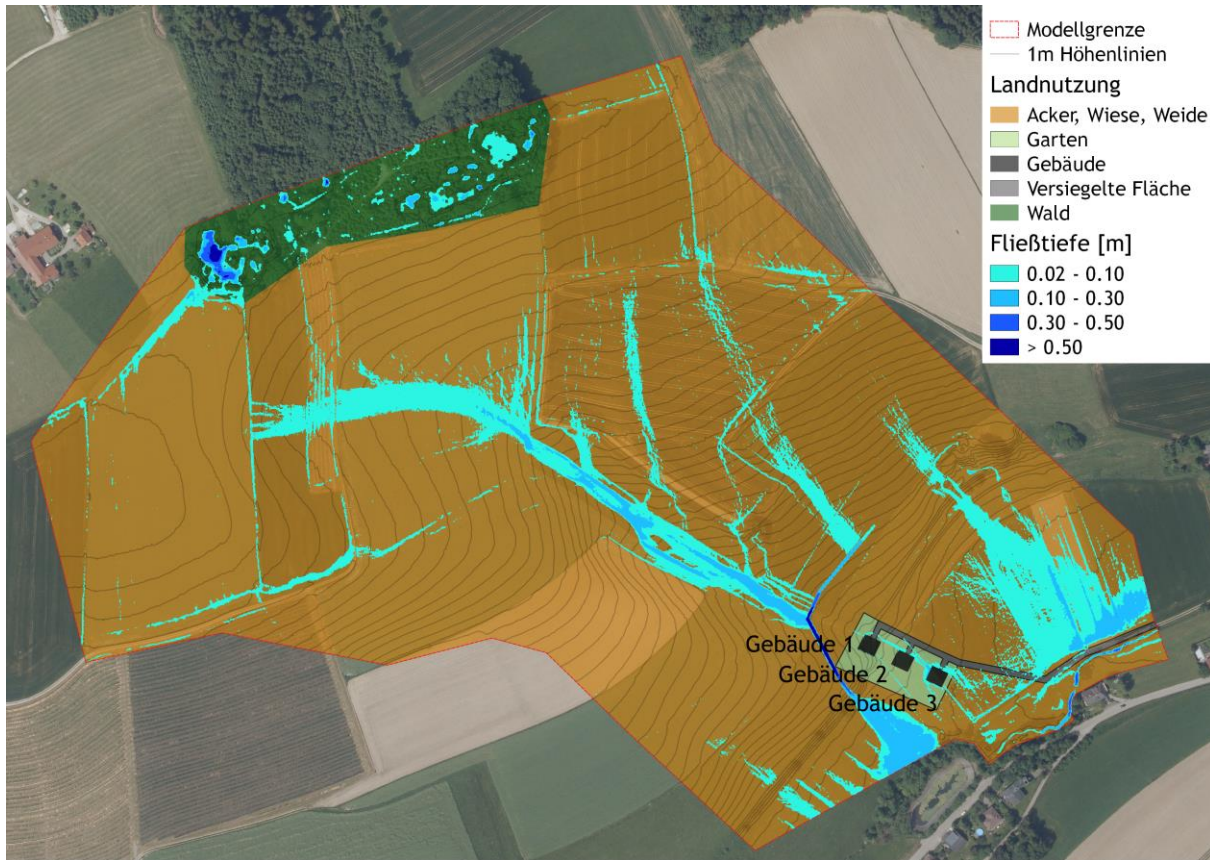 Modellgrenze
1m Höhenlinien
Landnutzung
Acker, Wiese, Weide
Garten
Gebäude
Versiegelte Fläche
Wald
Fließtiefe [m]
0.02 - 0.10
0.10 - 0.30
0.30 - 0.50
> 0.50
Gebäude 1
Gebäude 2
Gebäude 3